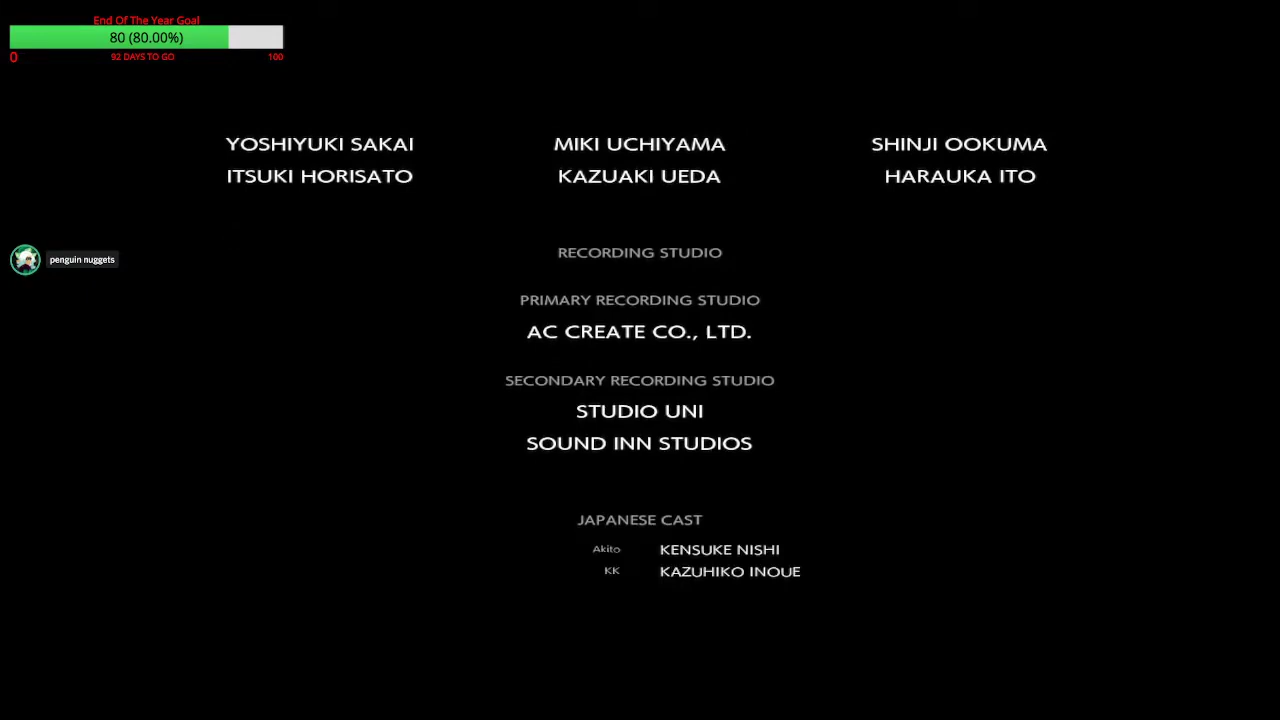 End Of The Year Goal
80 (80.00%)
0 92 DAYS TO GO 100
YOSHIYUKI SAKAI MIKI UCHIYAMA SHINJI OOKUMA
ITSUKI HORISATO KAZUAKI UEDA HARAUKA ITO
RECORDING STUDIO
penguin nuggets
PRIMARY RECORDING STUDIO
AC CREATE CO., LTD.
SECONDARY RECORDING STUDIO
STUDIO UNI
SOUND INN STUDIOS
JAPANESE CAST
Akito KENSUKE NISHI
KK KAZUHIKO INOUE